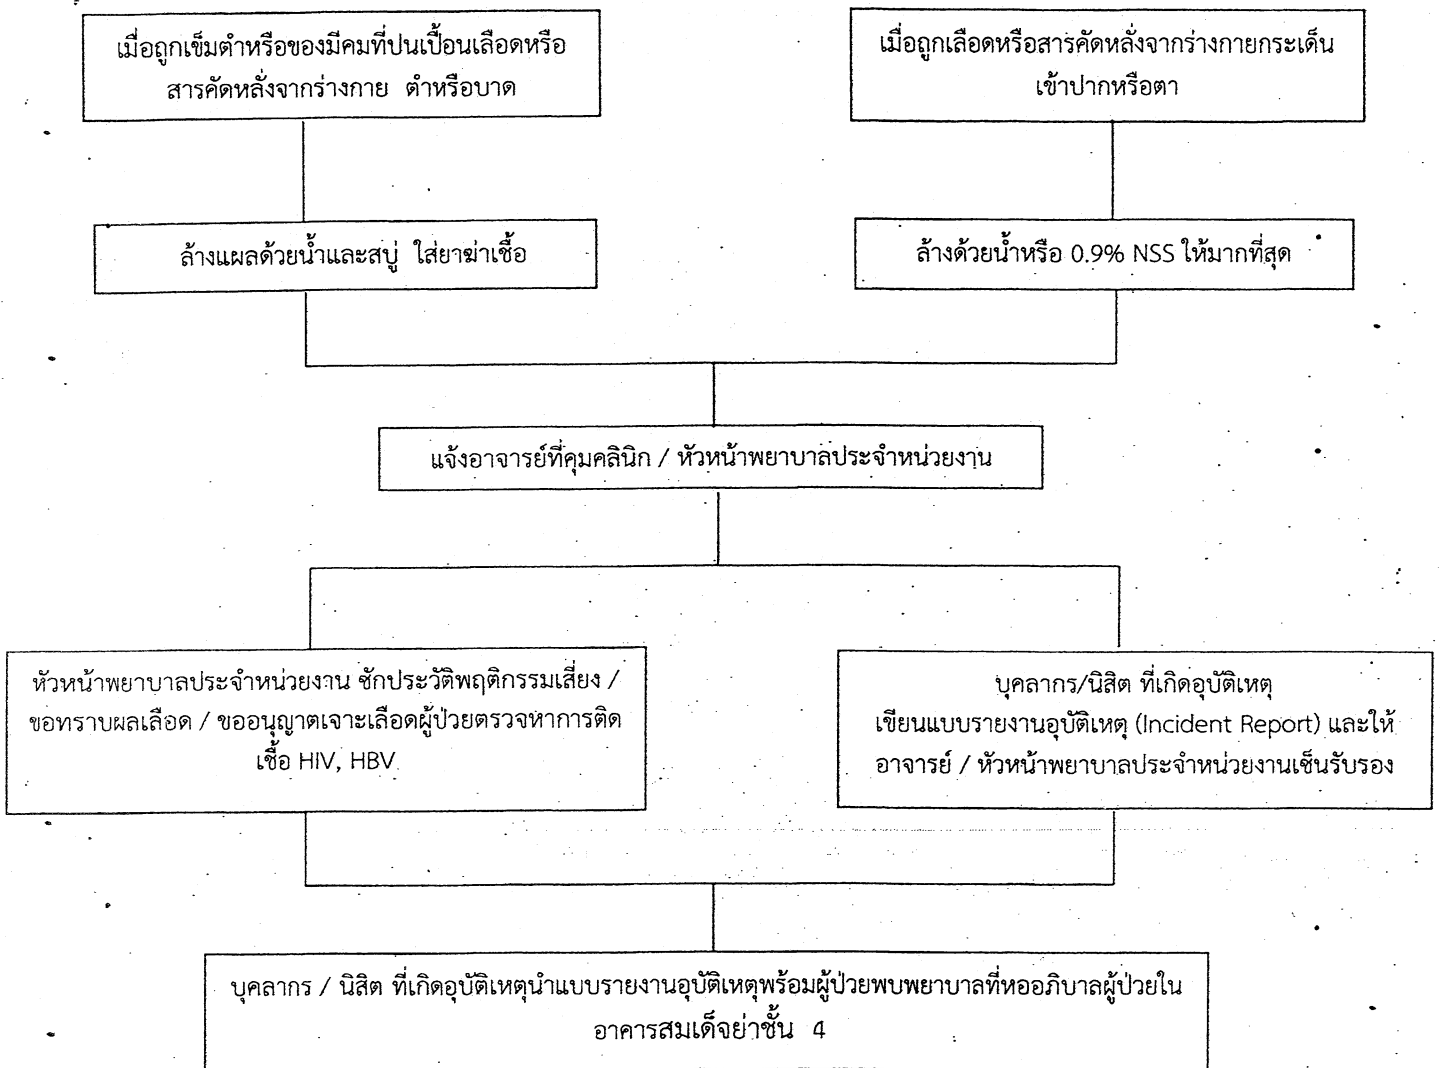 เมื่อถูกเข็มตำหรือของมีคมที่ปนเปื้อนเลือดหรือ
สารคัดหลั่งจากร่างกาย ตำหรือบาด
เมื่อถูกเลือดหรือสารคัดหลั่งจากร่างกายกระเด็น
เข้าปากหรือตา
ล้างแผลด้วยน้ำและสบู่ ใส่ยาฆ่าเชื้อ
ล้างด้วยน้ำหรือ 0.9% NSS ให้มากที่สุด
แจ้งอาจารย์ที่คุมคลินิก / หัวหน้าพยาบาลประจำหน่วยงาน
หัวหน้าพยาบาลประจำหน่วยงาน ซักประวัติพฤติกรรมเสี่ยง /
ขอทราบผลเลือด / ขออนุญาตเจาะเลือดผู้ป่วยตรวจหาการติด
เชื้อ HIV, HBV
บุคลากร/นิสิต ที่เกิดอุบัติเหตุ
เขียนแบบรายงานอุบัติเหตุ (Incident Report) และให้
อาจารย์ / หัวหน้าพยาบาลประจำหน่วยงานเซ็นรับรอง
บุคลากร / นิสิต ที่เกิดอุบัติเหตุนำแบบรายงานอุบัติเหตุพร้อมผู้ป่วยพบพยาบาลที่หออภิบาลผู้ป่วยใน
อาคารสมเด็จย่าชั้น 4